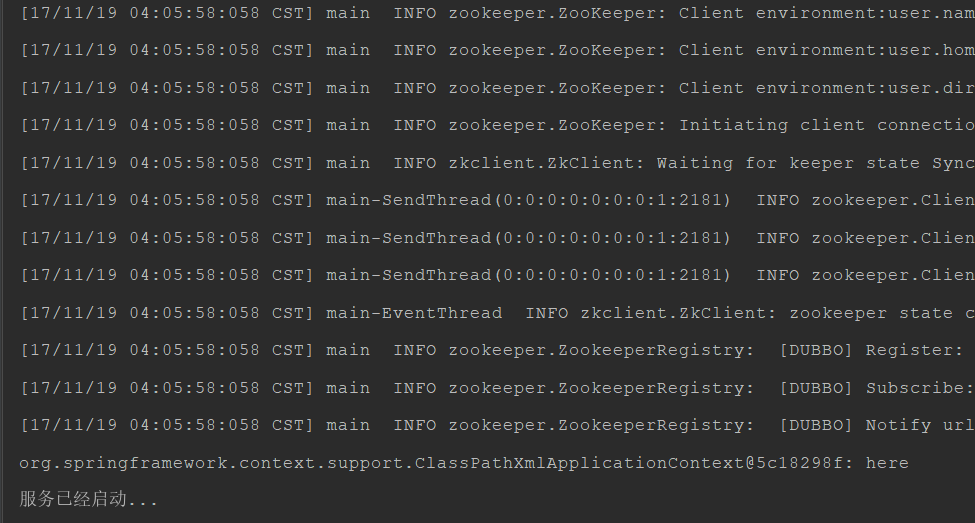 [17/11/19 04:05:58:058 CST] main  INFO zookeeper.ZooKeeper: Client environment:user.nam
[17/11/19 04:05:58:058 CST] main  INFO zookeeper.ZooKeeper: Client environment:user.hom
[17/11/19 04:05:58:058 CST] main  INFO zookeeper.ZooKeeper: Client environment:user.dir
[17/11/19 04:05:58:058 CST] main  INFO zookeeper.ZooKeeper: Initiating client connectio
[17/11/19 04:05:58:058 CST] main  INFO zkclient.ZkClient: Waiting for keeper state Sync
[17/11/19 04:05:58:058 CST] main-SendThread(0:0:0:0:0:0:0:1:2181)  INFO zookeeper.Clien
[17/11/19 04:05:58:058 CST] main-SendThread(0:0:0:0:0:0:0:1:2181)  INFO zookeeper.Clien
[17/11/19 04:05:58:058 CST] main-SendThread(0:0:0:0:0:0:0:1:2181)  INFO zookeeper.Clien
[17/11/19 04:05:58:058 CST] main-EventThread  INFO zkclient.ZkClient: zookeeper state c
[17/11/19 04:05:58:058 CST] main  INFO zookeeper.ZookeeperRegistry:  [DUBBO] Register:
[17/11/19 04:05:58:058 CST] main  INFO zookeeper.ZookeeperRegistry:  [DUBBO] Subscribe:
[17/11/19 04:05:58:058 CST] main  INFO zookeeper.ZookeeperRegistry:  [DUBBO] Notify url
org.springframework.context.support.ClassPathXmlApplicationContext@5c18298f: here
服务已经启动...